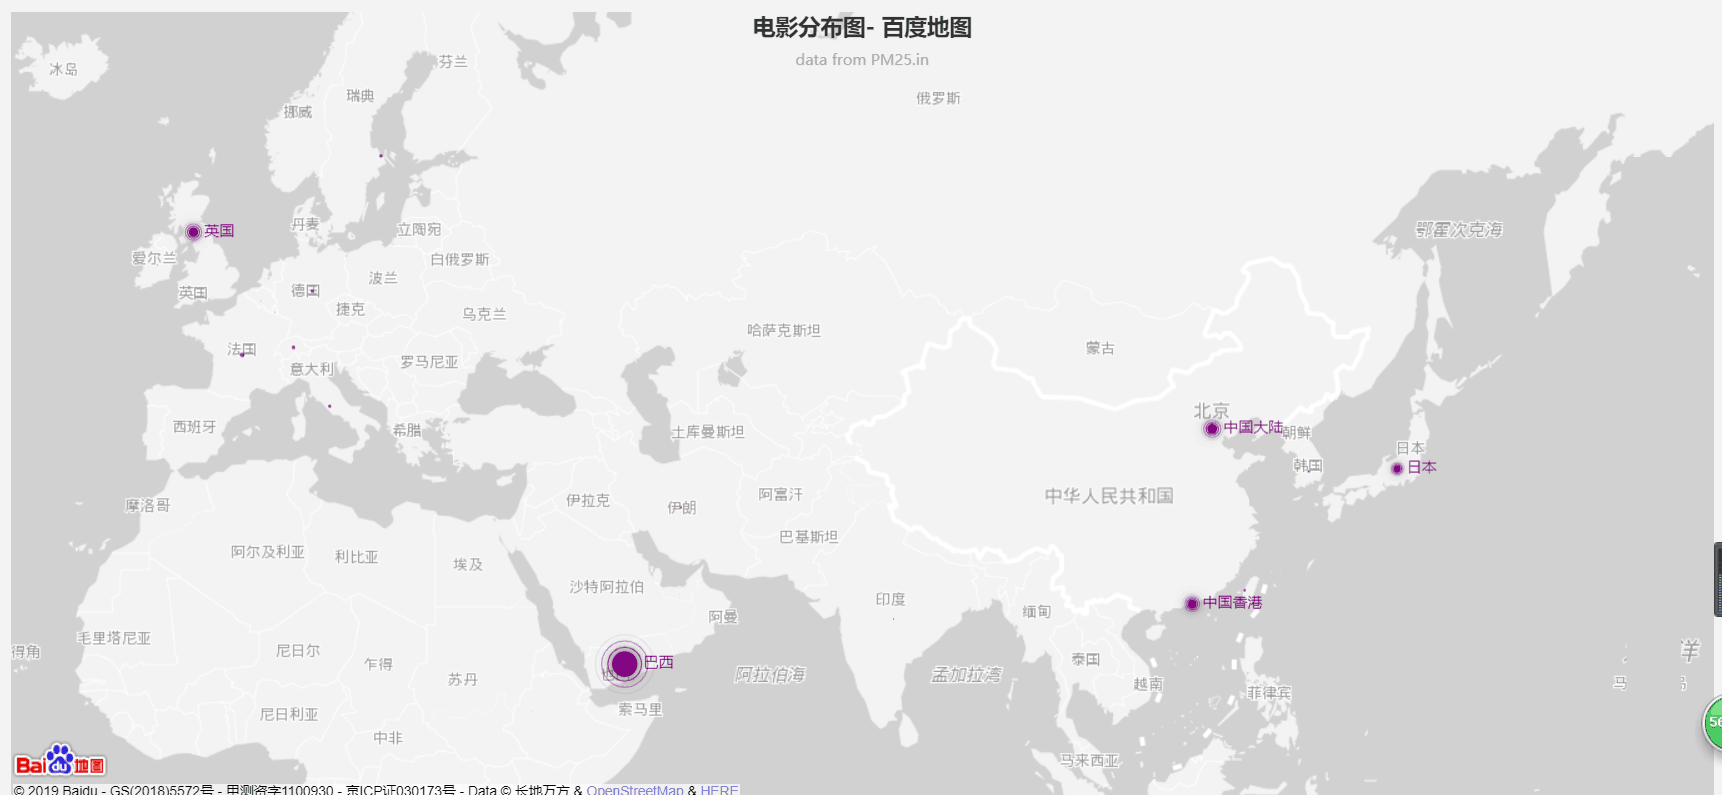 电影分布图- 百度地图
data from PM25.in
冰岛
芬兰
瑞典
挪威
俄罗斯
英国
丹麦
立陶宛
鄂霍次克海
爱尔兰
白俄罗斯
波兰
英国
德国
捷克
乌克兰
哈萨克斯坦
法国
蒙古
意大利
罗马尼亚
北京
西班牙
希腊
土库曼斯坦
中国大陆
朝鲜
日本
韩国
日本
阿富汗
中华人民共和国
摩洛哥
伊拉克
伊朗
巴基斯坦
阿尔及利亚
利比亚
埃及
沙特阿拉伯
印度
中国香港
阿曼
缅甸
毛里塔尼亚
得角
尼日尔
乍得
巴西
泰国
洋
苏丹
阿拉伯海
孟加拉湾
越南
马
菲律宾
尼日利亚
索马里
中非
马来西亚
56
Bai du 地图
© 2019 Baidu - GS(2018)5572号 - 甲测资字1100930 - 京ICP证030173号 - Data © 长地万方 & OpenStreetMap & HERE